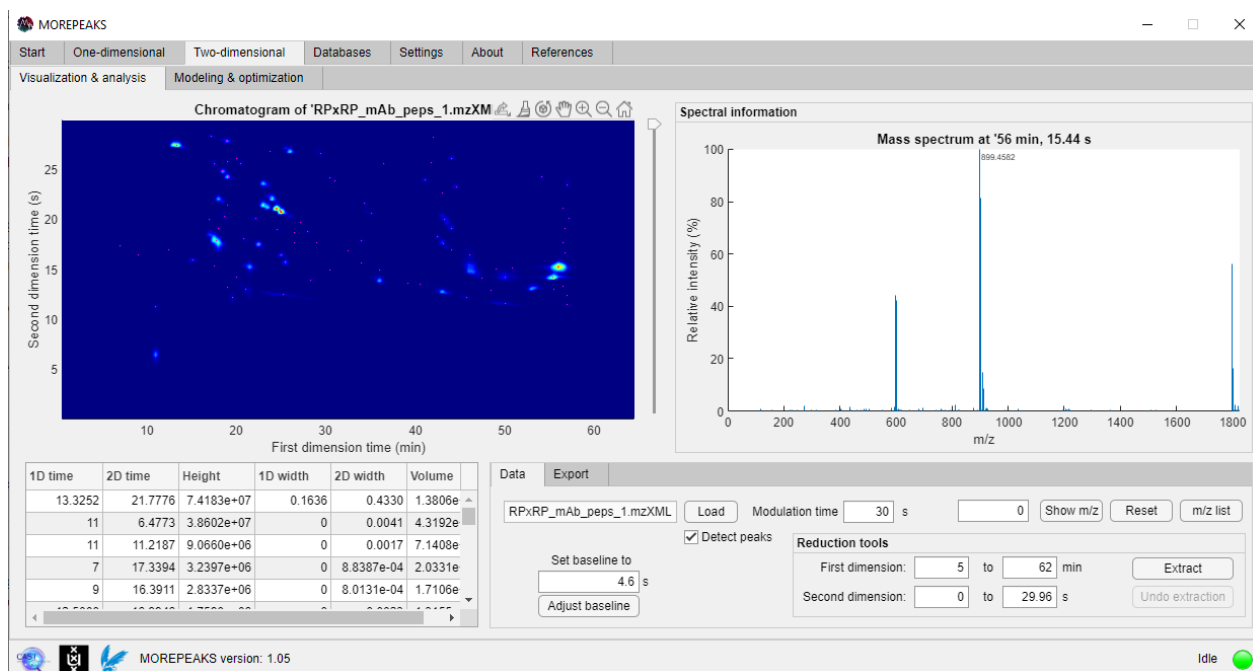 MOREPEAKS
Start One-dimensional Two-dimensional Databases Settings About References
Visualization & analysis Modeling & optimization
Chromatogram of 'RPxRP_mAb_peps_1.mzXM
Second dimension time (s)
25
20
15
10
5
10 20 30 40 50 60
First dimension time (min)
Spectral information
Mass spectrum at '56 min, 15.44 s
899.4582
Relative intensity (%)
100
80
60
40
20
0
0 200 400 600 800 1000 1200 1400 1600 1800
m/z
1D time 2D time Height 1D width 2D width Volume
13.3252 21.7776 7.4183e+07 0.1636 0.4330 1.3806e
11 6.4773 3.8602e+07 0 0.0041 4.3192e
11 11.2187 9.0660e+06 0 0.0017 7.1408e
7 17.3394 3.2397e+06 0 8.8387e-04 2.0331e
9 16.3911 2.8337e+06 0 8.0131e-04 1.7106e
Data Export
RPxRP_mAb_peps_1.mzXML Load Modulation time 30 s 0 Show m/z Reset m/z list
Detect peaks
Set baseline to
4.6 s
Adjust baseline
Reduction tools
First dimension: 5 to 62 min Extract
Second dimension: 0 to 29.96 s Undo extraction
CAST
MOREPEAKS version: 1.05
Idle